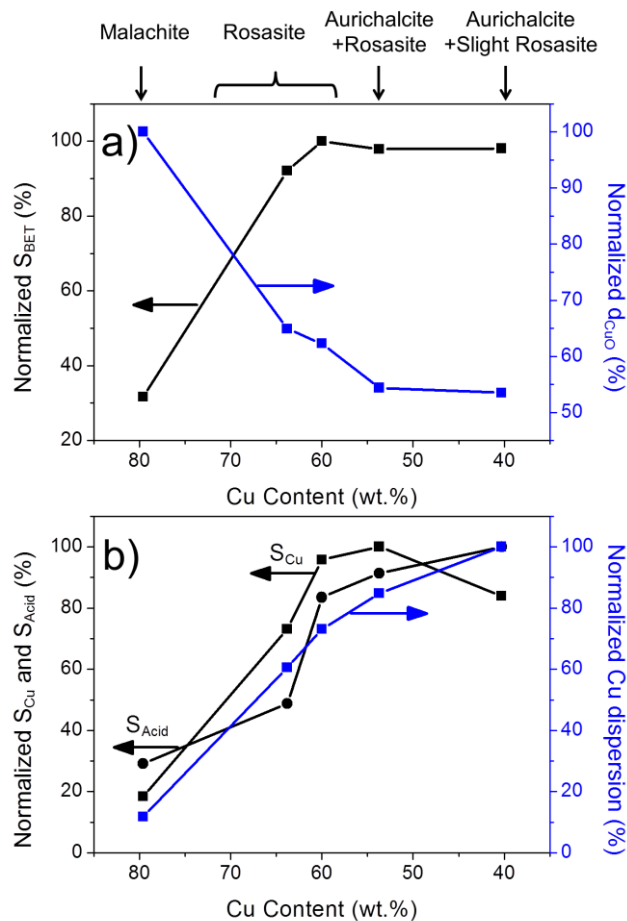 Malachite
Rosasite
Aurichalcite
+Rosasite
Aurichalcite
+Slight Rosasite
a)
Normalized S_BET (%)
100
80
60
40
20
Normalized d_CuO (%)
100
90
80
75
65
60
50
80
70
60
50
40
Cu Content (wt.%)
b)
S_Cu
S_Acid
Normalized S_Cu and S_Acid (%)
100
80
60
40
20
0
Normalized Cu dispersion (%)
100
80
60
40
20
0
80
70
60
50
40
Cu Content (wt.%)